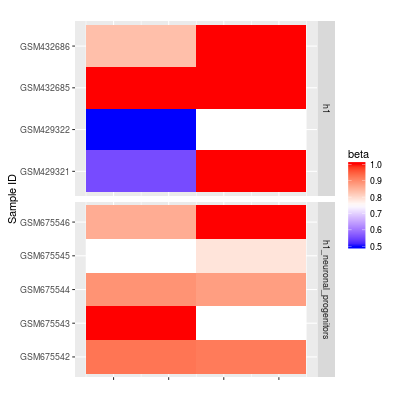 GSM432686
GSM432685
GSM429322
GSM429321
h1
GSM675546
GSM675545
GSM675544
GSM675543
GSM675542
h1_neuronal_progenitors
Sample ID
beta
1.0
0.9
0.8
0.7
0.6
0.5